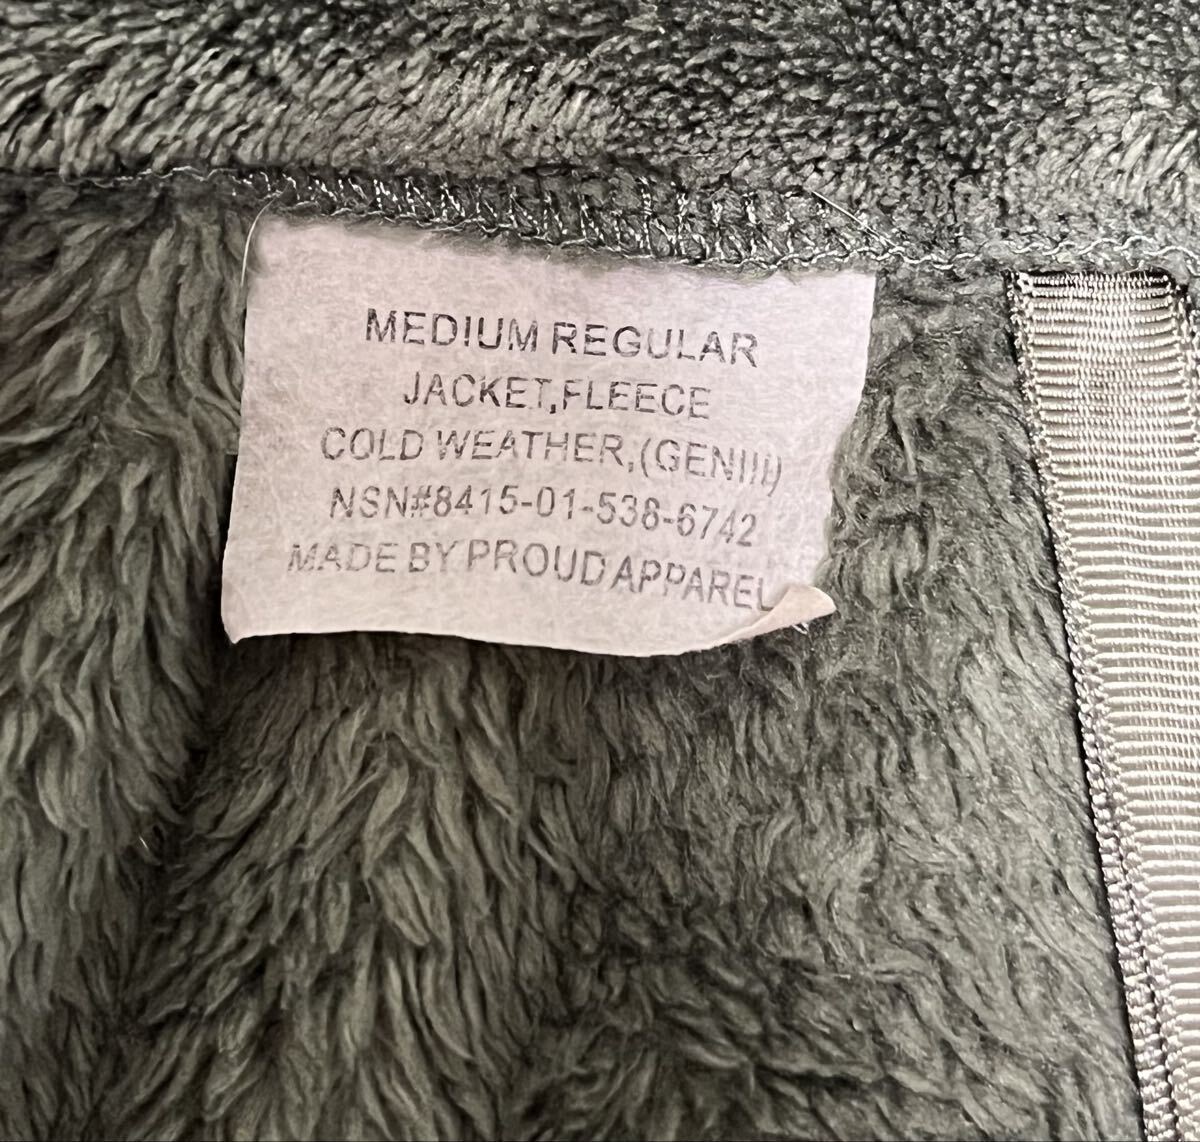 MEDIUM REGULAR
JACKET,FLEECE
COLD WEATHER,(GENIII)
NSN#8415-01-538-6742
MADE BY PROUD APPAREL